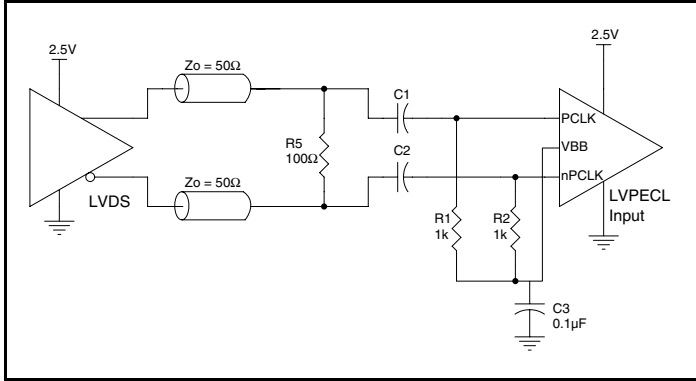 2.5V
2.5V
Zo = 50Ω
C1
PCLK
R5
100Ω
VBB
C2
nPCLK
Zo = 50Ω
LVDS
LVPECL
Input
R1
1k
R2
1k
C3
0.1µF